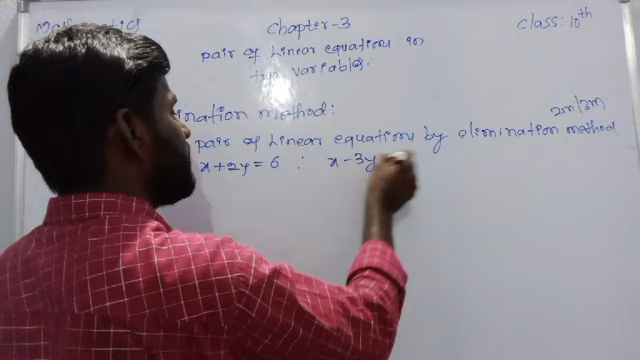 Mathematics
Chapter-3
Class: 10th
pair of Linear equations in
two variables.
ination method:
2m/3m
pair of Linear equations by elimination method
x+2y=6 : x-3y